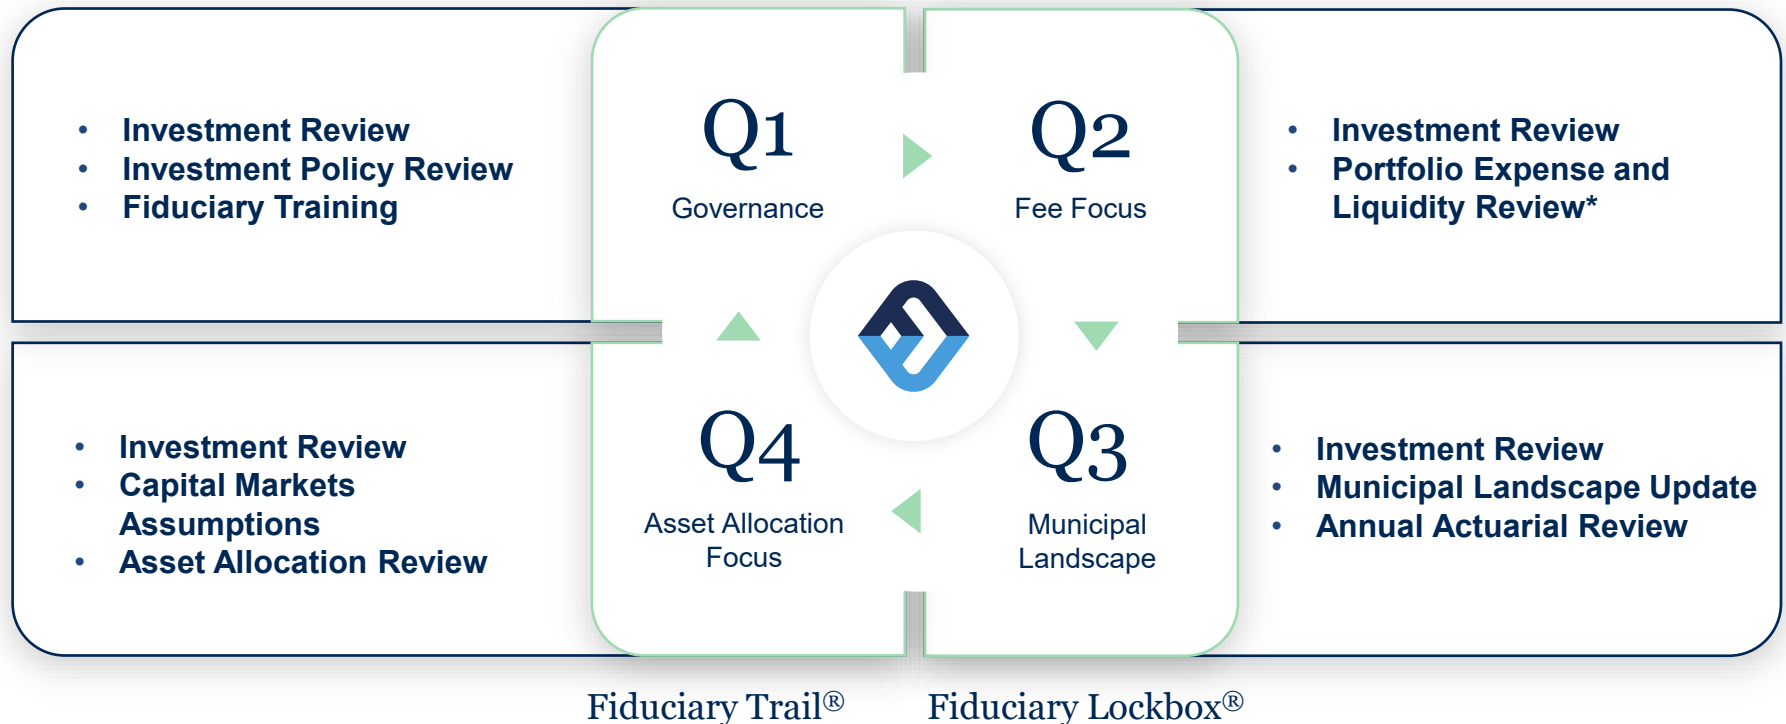 • Investment Review
• Investment Policy Review
• Fiduciary Training
Q1
Governance
Q2
Fee Focus
• Investment Review
• Portfolio Expense and
Liquidity Review*
• Investment Review
• Capital Markets
Assumptions
• Asset Allocation Review
Q4
Asset Allocation
Focus
Q3
Municipal
Landscape
• Investment Review
• Municipal Landscape Update
• Annual Actuarial Review
Fiduciary Trail®
Fiduciary Lockbox®